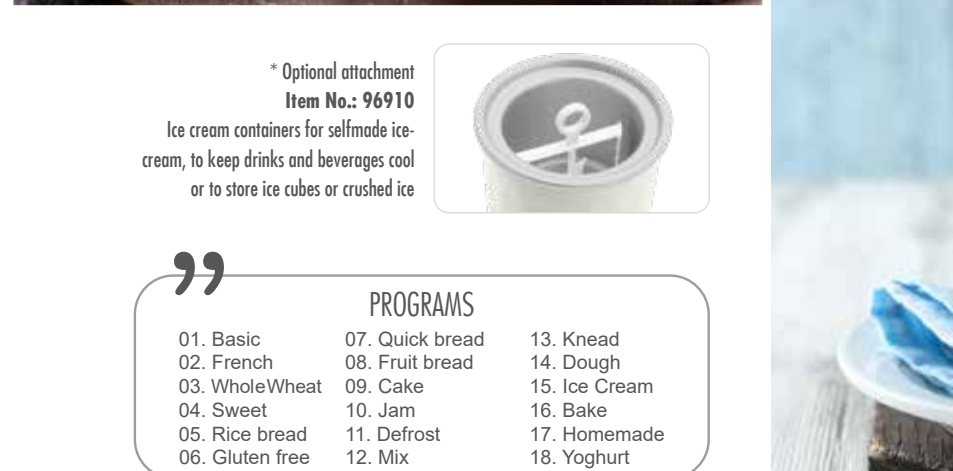 * Optional attachment
Item No.: 96910
Ice cream containers for selfmade ice-
cream, to keep drinks and beverages cool
or to store ice cubes or crushed ice
”
PROGRAMS
01. Basic
02. French
03. WholeWheat
04. Sweet
05. Rice bread
06. Gluten free
07. Quick bread
08. Fruit bread
09. Cake
10. Jam
11. Defrost
12. Mix
13. Knead
14. Dough
15. Ice Cream
16. Bake
17. Homemade
18. Yoghurt